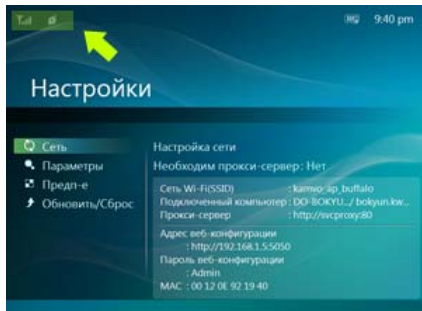 9:40 pm
Настройки
Сеть
Параметры
Предп-е
Обновить/Сброс
Настройка сети
Необходим прокси-сервер: Нет
Сеть Wi-Fi(SSID) : kamvo_ap_buffalo
Подключенный компьютер : DO-BOKYU.../ bokyun.kw...
Прокси-сервер : http://svcproxy:80
Адрес веб-конфигурации
: http://192.168.1.5:5050
Пароль веб-конфигурации
: Admin
MAC : 00 12 0E 92 19 40